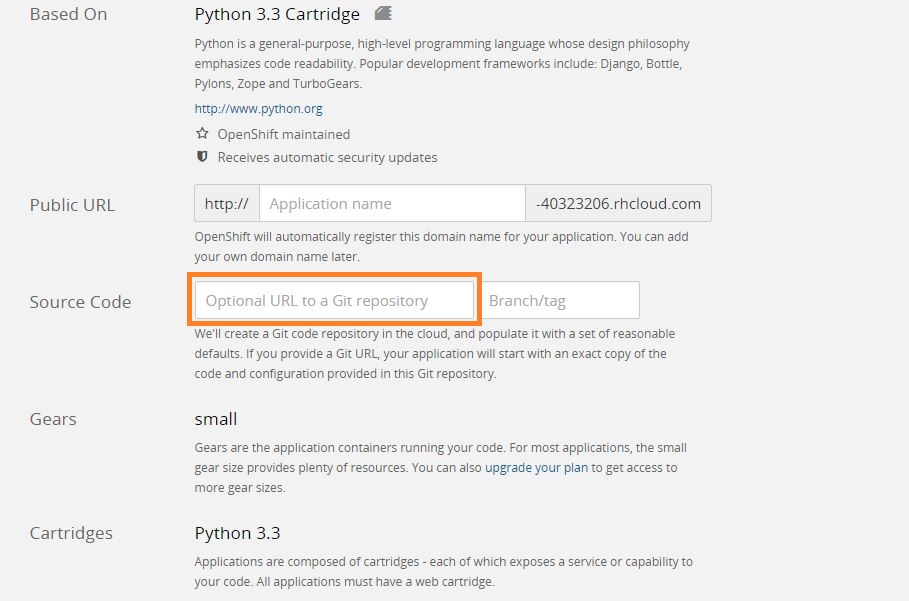 Based On
Python 3.3 Cartridge
Python is a general-purpose, high-level programming language whose design philosophy
emphasizes code readability. Popular development frameworks include: Django, Bottle,
Pylons, Zope and TurboGears.
http://www.python.org
OpenShift maintained
Receives automatic security updates
Public URL
http://
Application name
-40323206.rhcloud.com
OpenShift will automatically register this domain name for your application. You can add
your own domain name later.
Source Code
Optional URL to a Git repository
Branch/tag
We'll create a Git code repository in the cloud, and populate it with a set of reasonable
defaults. If you provide a Git URL, your application will start with an exact copy of the
code and configuration provided in this Git repository.
Gears
small
Gears are the application containers running your code. For most applications, the small
gear size provides plenty of resources. You can also upgrade your plan to get access to
more gear sizes.
Cartridges
Python 3.3
Applications are composed of cartridges - each of which exposes a service or capability to
your code. All applications must have a web cartridge.